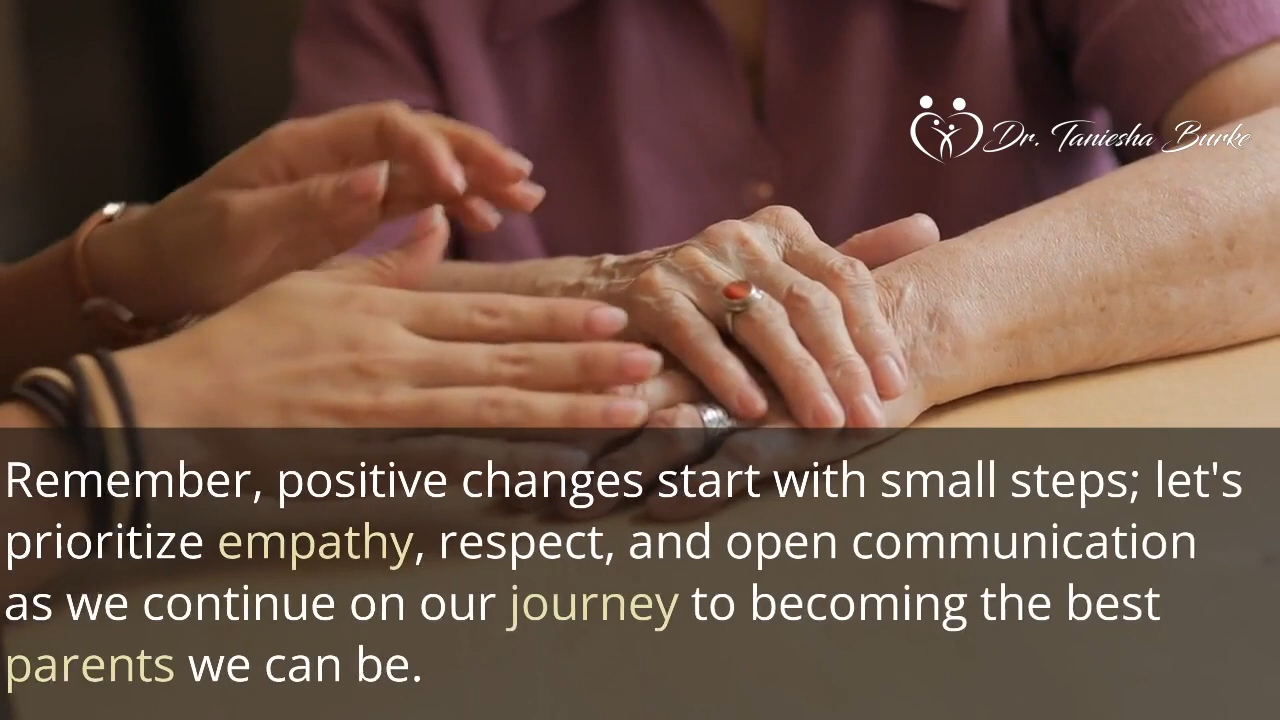 Dr. Taniesha Burke
Remember, positive changes start with small steps; let's
prioritize empathy, respect, and open communication
as we continue on our journey to becoming the best
parents we can be.